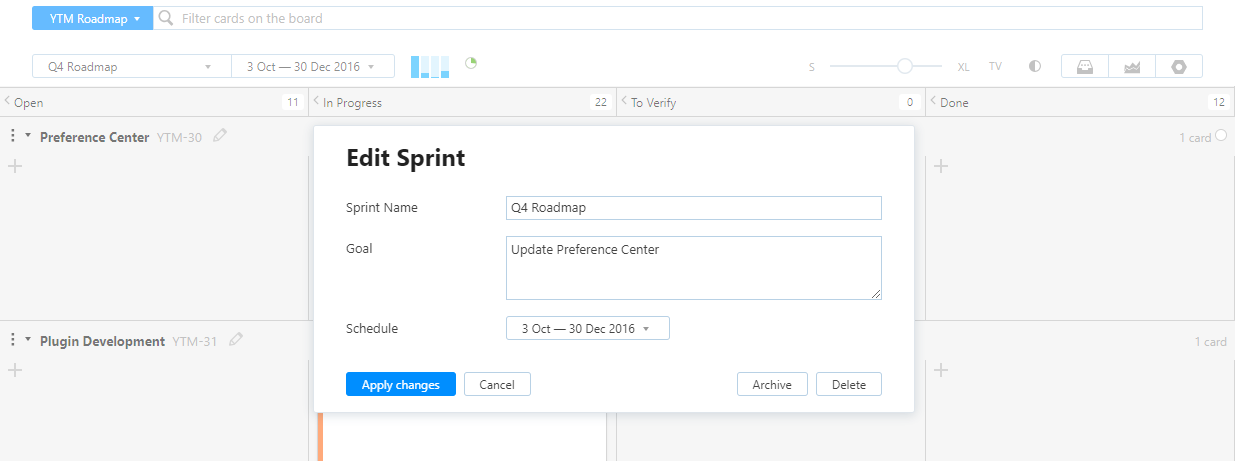 YTM Roadmap Filter cards on the board
Q4 Roadmap 3 Oct — 30 Dec 2016 S XL TV
Open 11 In Progress 22 To Verify 0 Done 12
Preference Center YTM-30 1 card
Edit Sprint
Sprint Name Q4 Roadmap
Goal Update Preference Center
Schedule 3 Oct — 30 Dec 2016
Plugin Development YTM-31 1 card
Apply changes Cancel Archive Delete